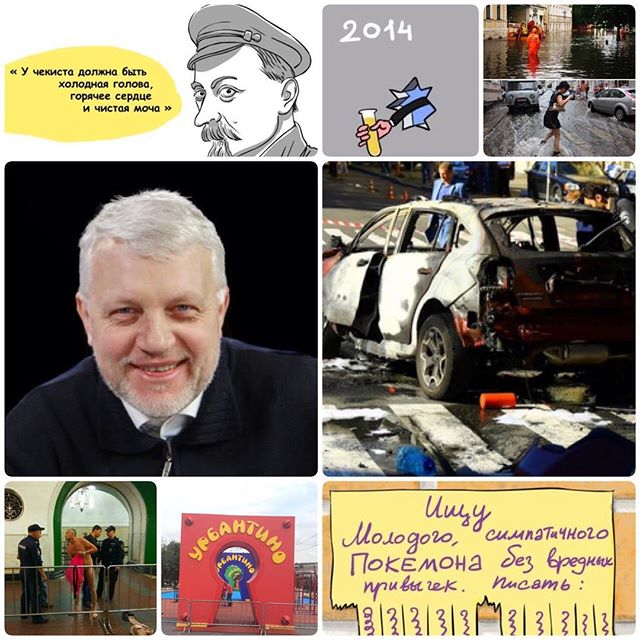 « У чекиста должна быть
холодная голова,
горячее сердце
и чистая моча »
2014
УРБАНТИНО
УРБАНТИНО
Ищу
Молодого, симпатичного
ПОКЕМОНА без вредных
привычек. Писать: